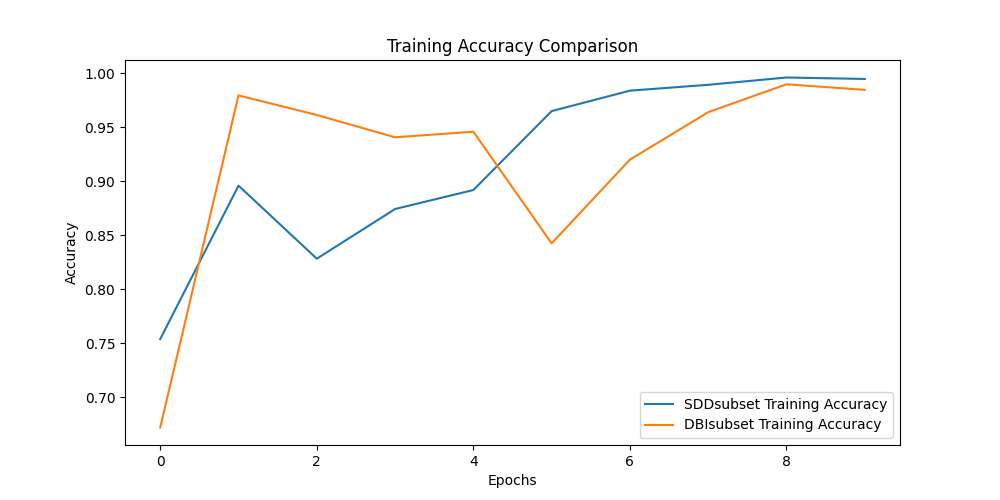 Training Accuracy Comparison
1.00
0.95
0.90
0.85
0.80
0.75
0.70
Accuracy
SDDsubset Training Accuracy
DBIsubset Training Accuracy
0 2 4 6 8
Epochs